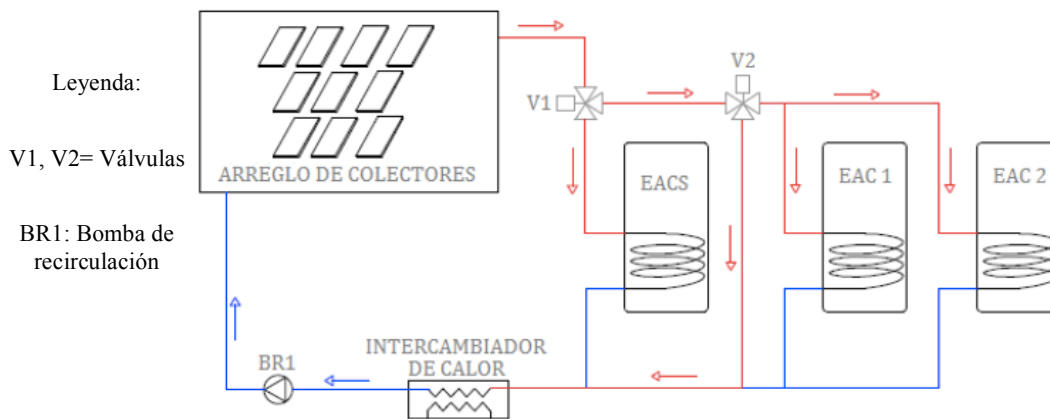 Leyenda:
V1, V2= Válvulas
BR1: Bomba de
recirculación
ARREGLO DE COLECTORES
V1
V2
EACS
EAC 1
EAC 2
INTERCAMBIADOR
DE CALOR
BR1